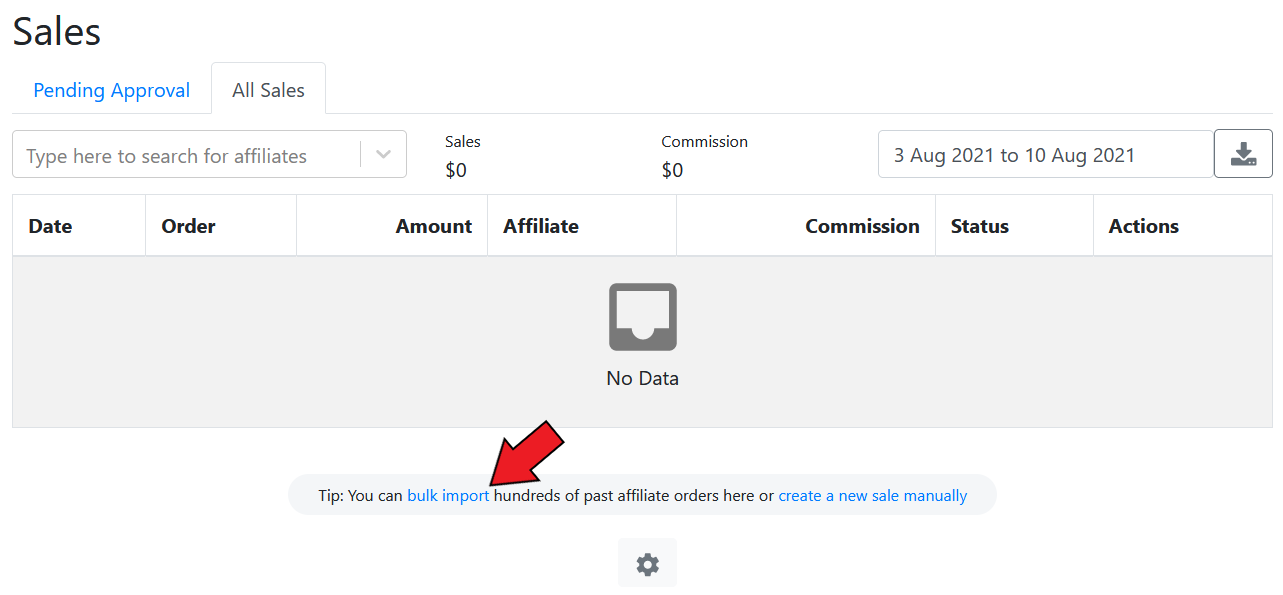 Sales
Pending Approval
All Sales
Type here to search for affiliates
Sales
$0
Commission
$0
3 Aug 2021 to 10 Aug 2021
Date Order Amount Affiliate Commission Status Actions
No Data
Tip: You can bulk import hundreds of past affiliate orders here or create a new sale manually